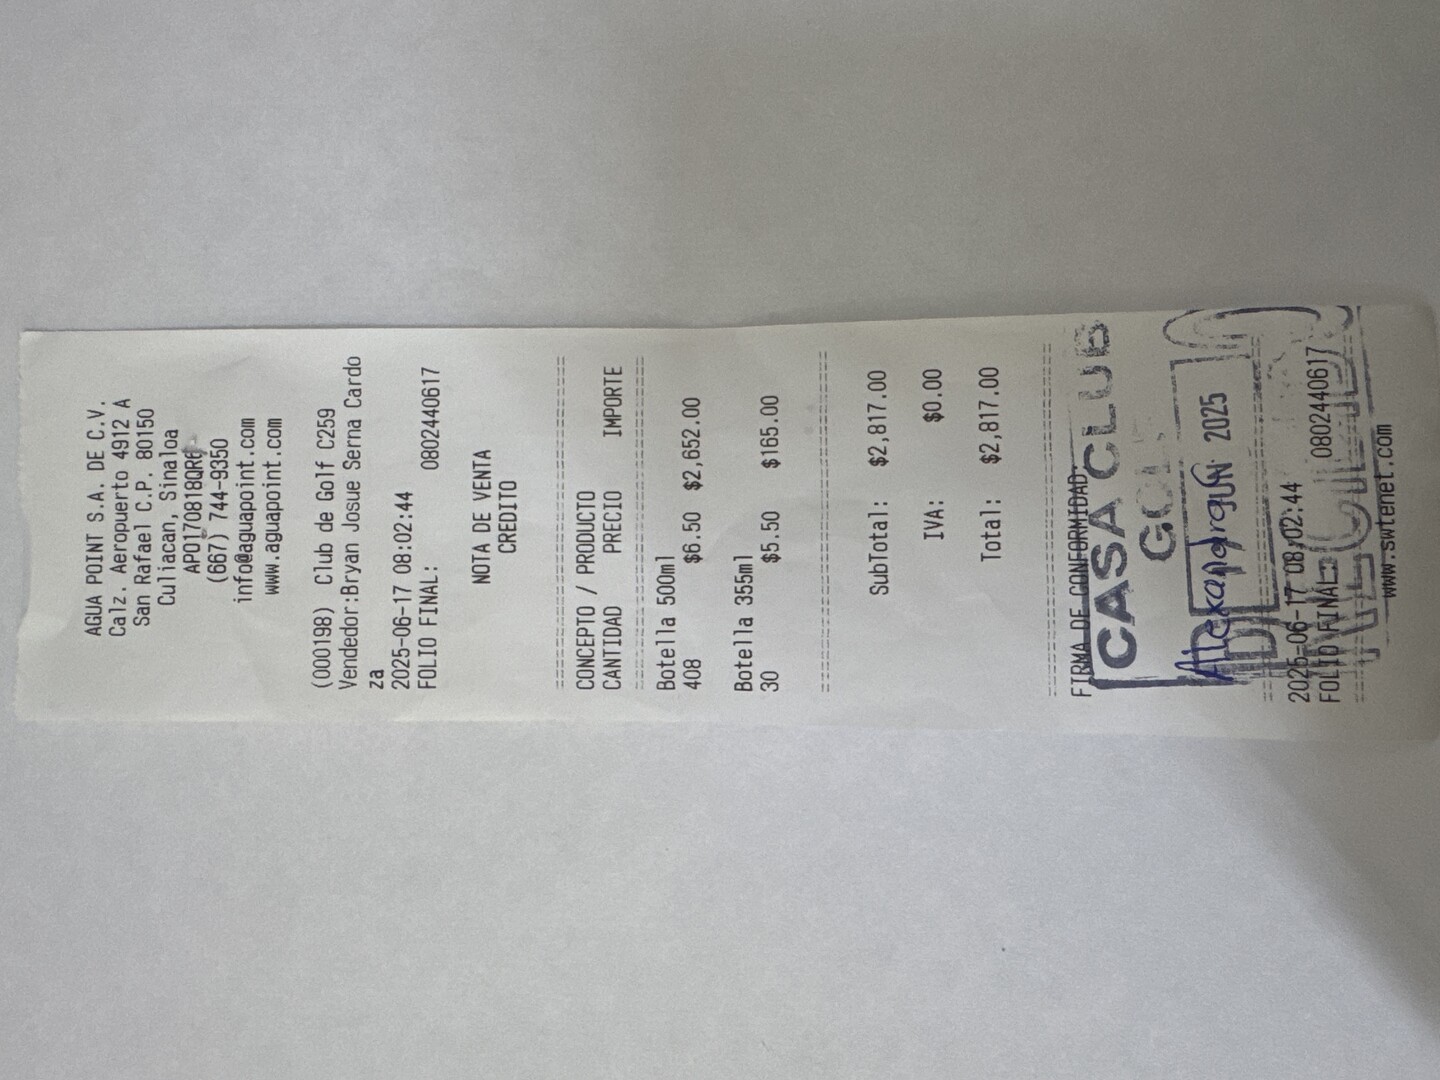 AGUA POINT S.A. DE C.V.
Calz. Aeropuerto 4912 A
San Rafael C.P. 80150
Culiacan, Sinaloa
(667) 744-9350
info@aguapoint.com
www.aguapoint.com
(000198) Club de Golf C259
Vendedor:Bryan Josue Serna Cardo
za
2025-06-17 08:02:44
FOLIO FINAL: 0802440617
NOTA DE VENTA
CREDITO
===============================
CONCEPTO / PRODUCTO
CANTIDAD PRECIO IMPORTE
===============================
Botella 500ml
408 $6.50 $2,652.00
Botella 355ml
30 $5.50 $165.00
===============================
SubTotal: $2,817.00
IVA: $0.00
Total: $2,817.00
===============================
FIRMA DE CONFORMIDAD:
CASA CLUB
GOLF
JUN. 2025
===============================
2025-06-17 08:02:44
FOLIO FINAL: 0802440617
===============================
www.swtenet.com